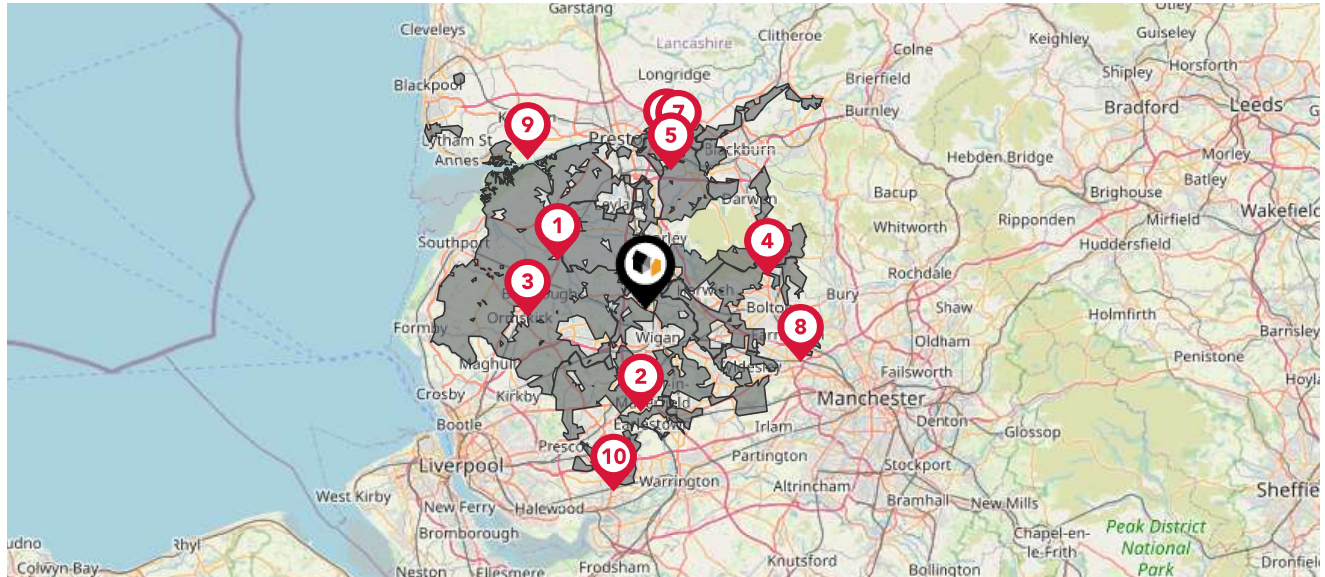 Garstang
Otley
Cleveleys
Clitheroe
Colne
Keighley
Guiseley
Lancashire
Longridge
Brierfield
Shipley
Horsforth
Blackpool
Burnley
Bradford
Leeds
7
9
5
Preston
Lytham St
Annes
Blackburn
Hebden Bridge
Morley
Batley
Bacup
Brighouse
Darwen
Ripponden
Mirfield
Wakefield
1
Whitworth
Southport
4
Huddersfield
Rochdale
3
Bury
Shaw
Holmfirth
Ormskirk
Formby
8
Barnsley
Wigan
Oldham
Penistone
Maghull
2
Failsworth
Crosby
Kirkby
Manchester
Denton
Bootle
Earlestown
Irlam
Glossop
10
Partington
Liverpool
Stockport
West Kirby
Warrington
Altrincham
New Mills
New Ferry
Halewood
Bramhall
Bromborough
Chapel-en-
le-Frith
Peak District
National
Park
Rhyl
Knutsford
Colwyn Bay
Neston
Ellesmere
Frodsham
Bollington